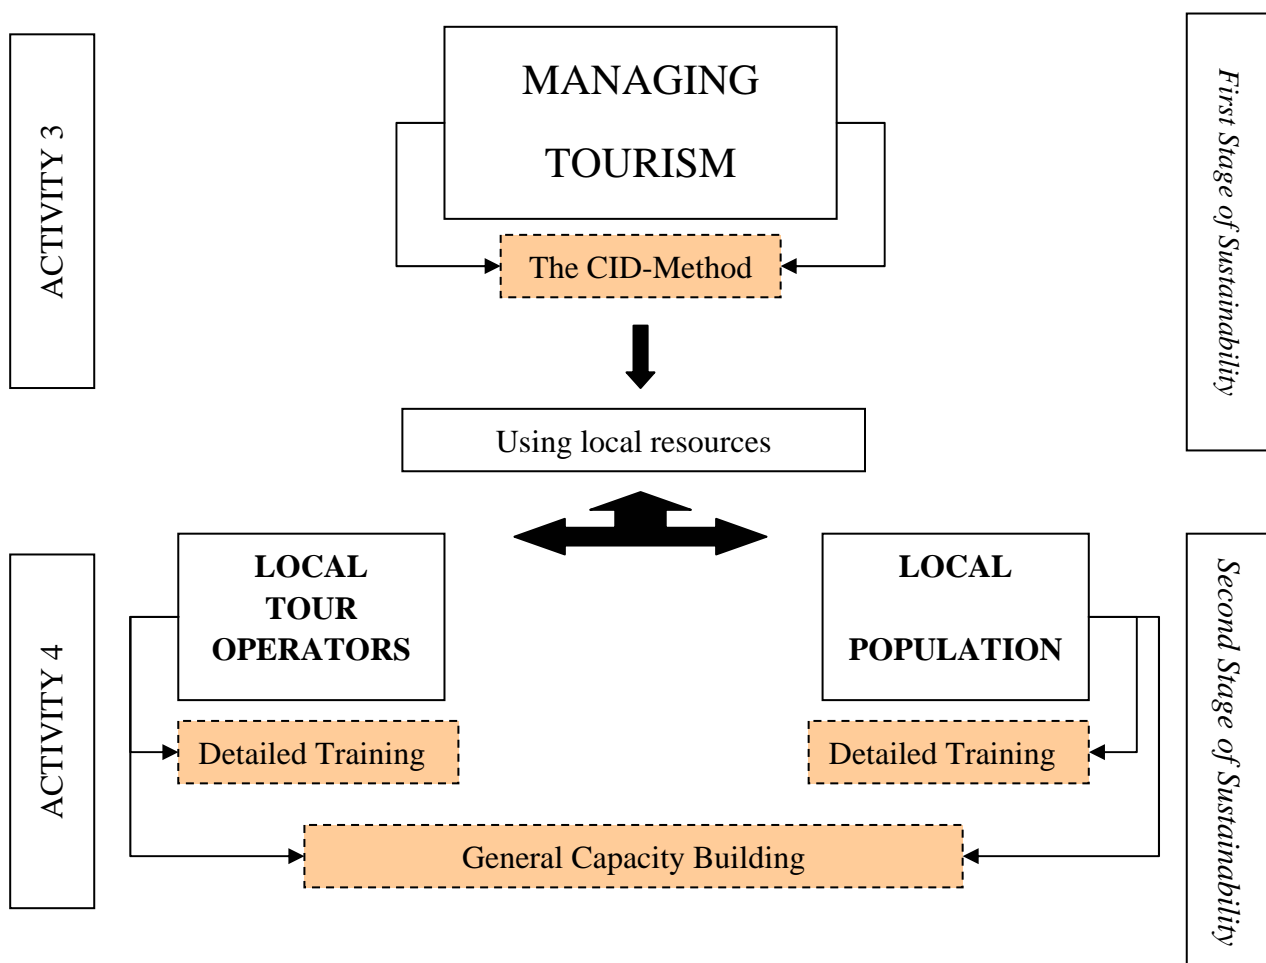 ACTIVITY 3
MANAGING
TOURISM
First Stage of Sustainability
The CID-Method
Using local resources
ACTIVITY 4
LOCAL
TOUR
OPERATORS
LOCAL
POPULATION
Second Stage of Sustainability
Detailed Training
Detailed Training
General Capacity Building